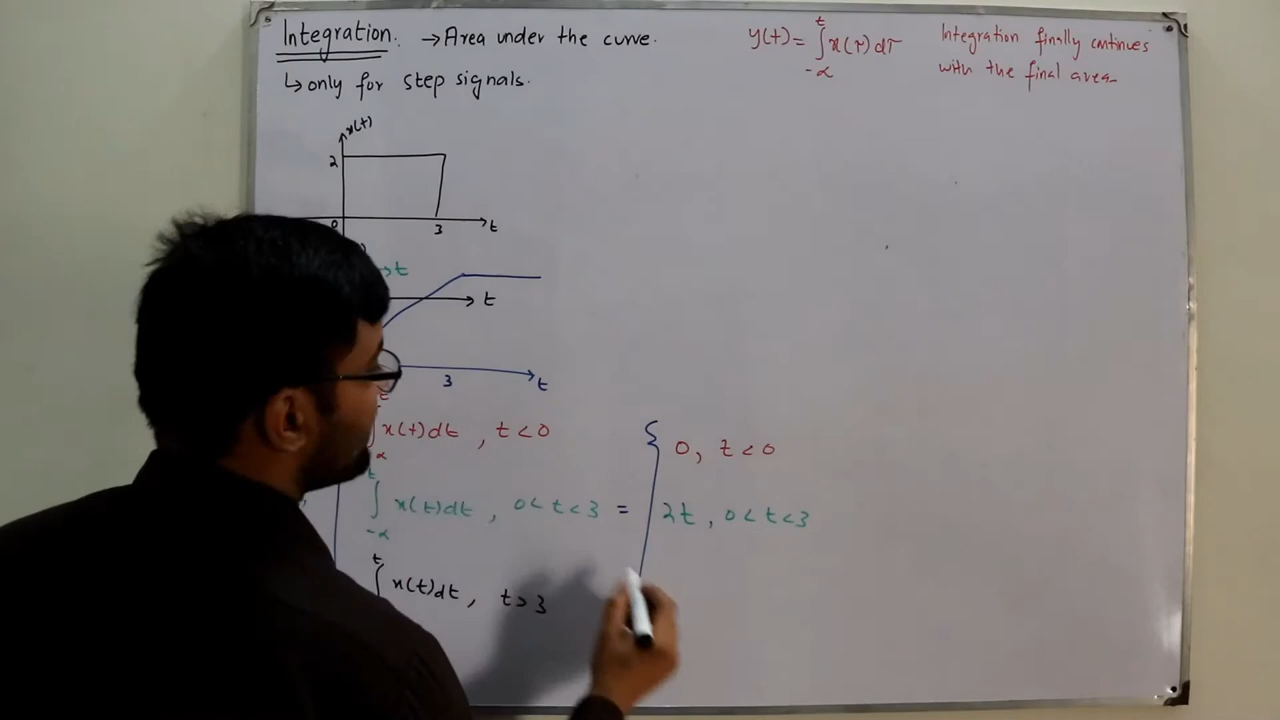 Integration. → Area under the curve.
↳ only for step signals.
y(t) = ∫_{-α}^{t} x(τ) dτ
Integration finally continues
with the final area
x(t)
2
0
3
t
→ t
t
3
t
∫_{α}^{t} x(t) dt , t < 0
∫_{-α}^{t} x(t) dt , 0 < t < 3 =
∫^{t} x(t) dt , t > 3
{ 0, t < 0
2t , 0 < t < 3